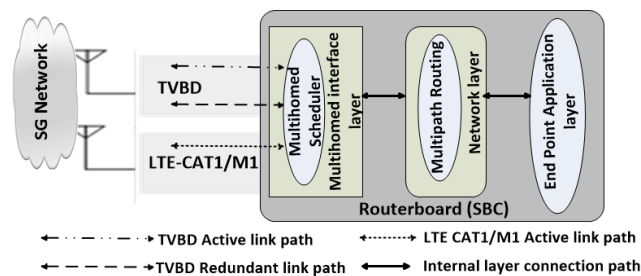 SG Network
TVBD
LTE-CAT1/M1
Multihomed
Scheduler
Multihomed interface
layer
Multipath Routing
Network layer
End Point Application
layer
Routerboard (SBC)
TVBD Active link path
LTE CAT1/M1 Active link path
TVBD Redundant link path
Internal layer connection path